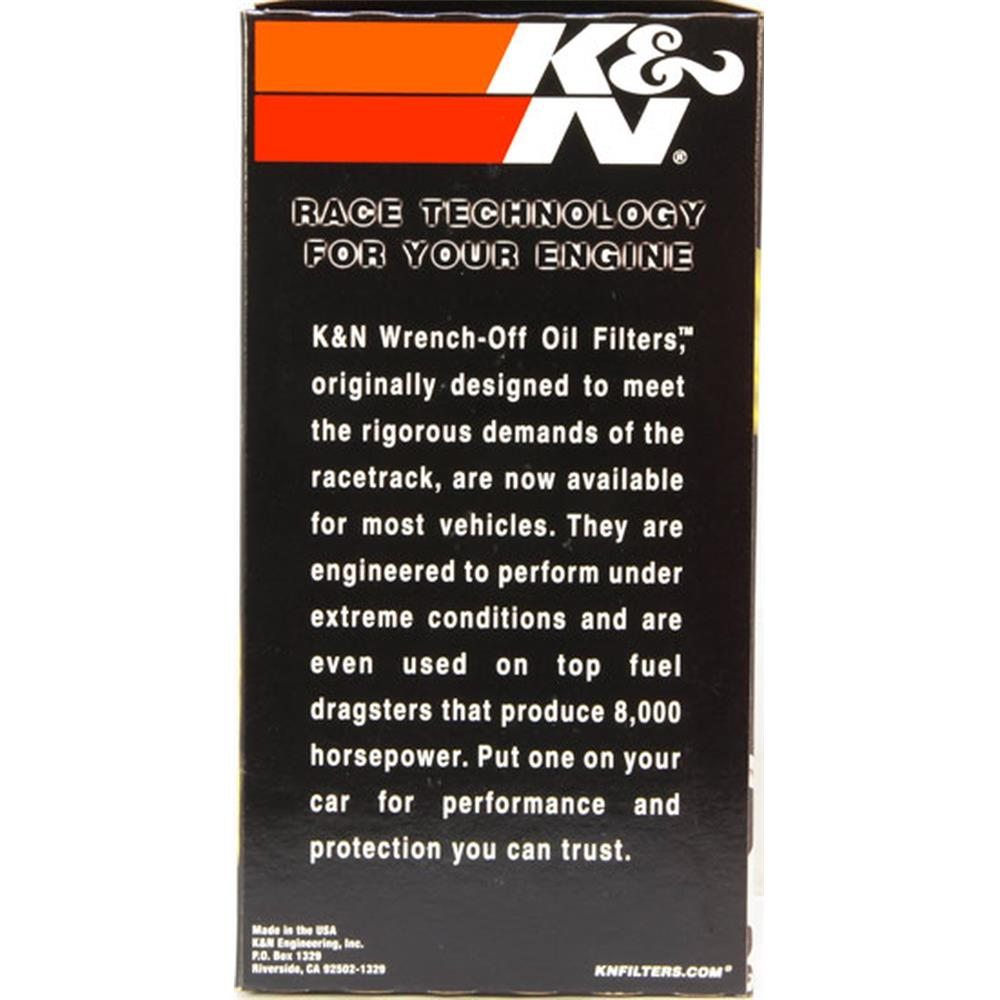 K&
N®
RACE TECHNOLOGY
FOR YOUR ENGINE
K&N Wrench-Off Oil Filters,™
originally designed to meet
the rigorous demands of the
racetrack, are now available
for most vehicles. They are
engineered to perform under
extreme conditions and are
even used on top fuel
dragsters that produce 8,000
horsepower. Put one on your
car for performance and
protection you can trust.
Made in the USA
K&N Engineering, Inc.
P.O. Box 1329
Riverside, CA 92502-1329
KNFILTERS.COM®